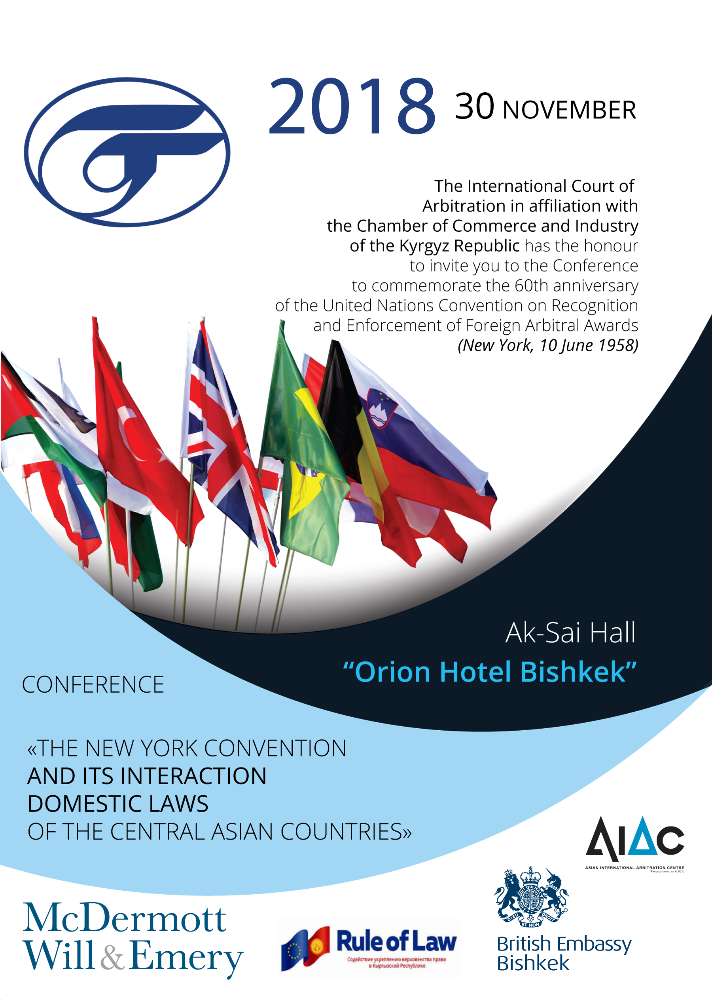 2018 30 NOVEMBER
The International Court of
Arbitration in affiliation with
the Chamber of Commerce and Industry
of the Kyrgyz Republic has the honour
to invite you to the Conference
to commemorate the 60th anniversary
of the United Nations Convention on Recognition
and Enforcement of Foreign Arbitral Awards
(New York, 10 June 1958)
Ak-Sai Hall
“Orion Hotel Bishkek”
CONFERENCE
«THE NEW YORK CONVENTION
AND ITS INTERACTION
DOMESTIC LAWS
OF THE CENTRAL ASIAN COUNTRIES»
AIAC
ASIAN INTERNATIONAL ARBITRATION CENTRE
*(Formerly known as KLRCA)
McDermott
Will & Emery
Rule of Law
Содействие укреплению верховенства права
в Кыргызской Республике
DIEU ET MON DROIT
British Embassy
Bishkek